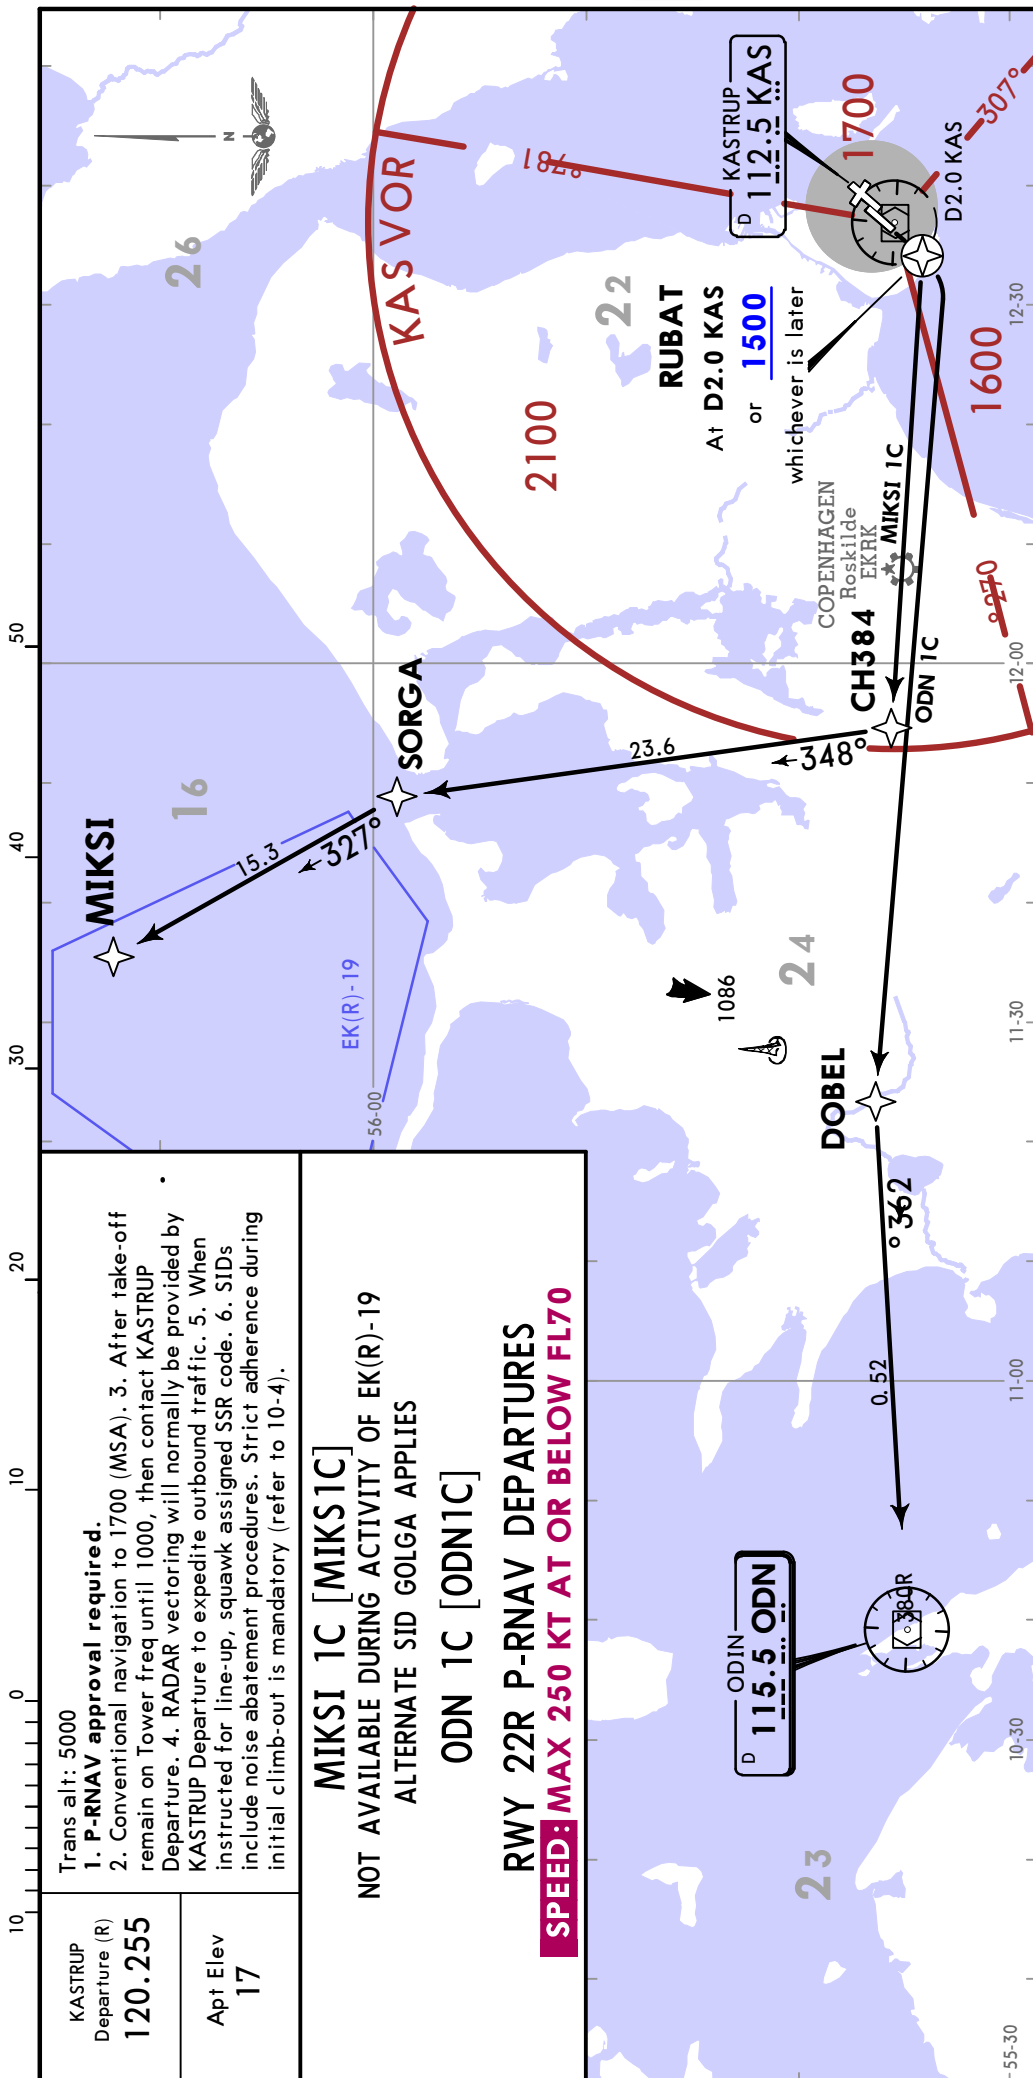 KASTRUP
Departure (R)
120.255
Apt Elev
17
Trans alt: 5000
1. P-RNAV approval required.
2. Conventional navigation to 1700 (MSA). 3. After take-off
remain on Tower freq until 1000, then contact KASTRUP
Departure. 4. RADAR vectoring will normally be provided by
KASTRUP Departure to expedite outbound traffic. 5. When
instructed for line-up, squawk assigned SSR code. 6. SIDs
include noise abatement procedures. Strict adherence during
initial climb-out is mandatory (refer to 10-4).
MIKSI 1C [MIKS1C]
NOT AVAILABLE DURING ACTIVITY OF EK(R)-19
ALTERNATE SID GOLGA APPLIES
ODN 1C [ODN1C]
RWY 22R P-RNAV DEPARTURES
SPEED: MAX 250 KT AT OR BELOW FL70
10
0
10
20
30
40
50
MIKSI
16
26
N
15.3
327°
EK(R)-19
56-00
SORGA
KAS VOR
187°
2100
22
23.6
348°
RUBAT
At D2.0 KAS
or 1500
whichever is later
KASTRUP
D 112.5 KAS
1700
307°
D2.0 KAS
1086
24
COPENHAGEN
Roskilde
EKRK
CH384
MIKSI 1C
ODN 1C
1600
12-30
DOBEL
270°
12-00
11-30
0.52
11-00
ODIN
D 115.5 ODN
23
10-30
55-30